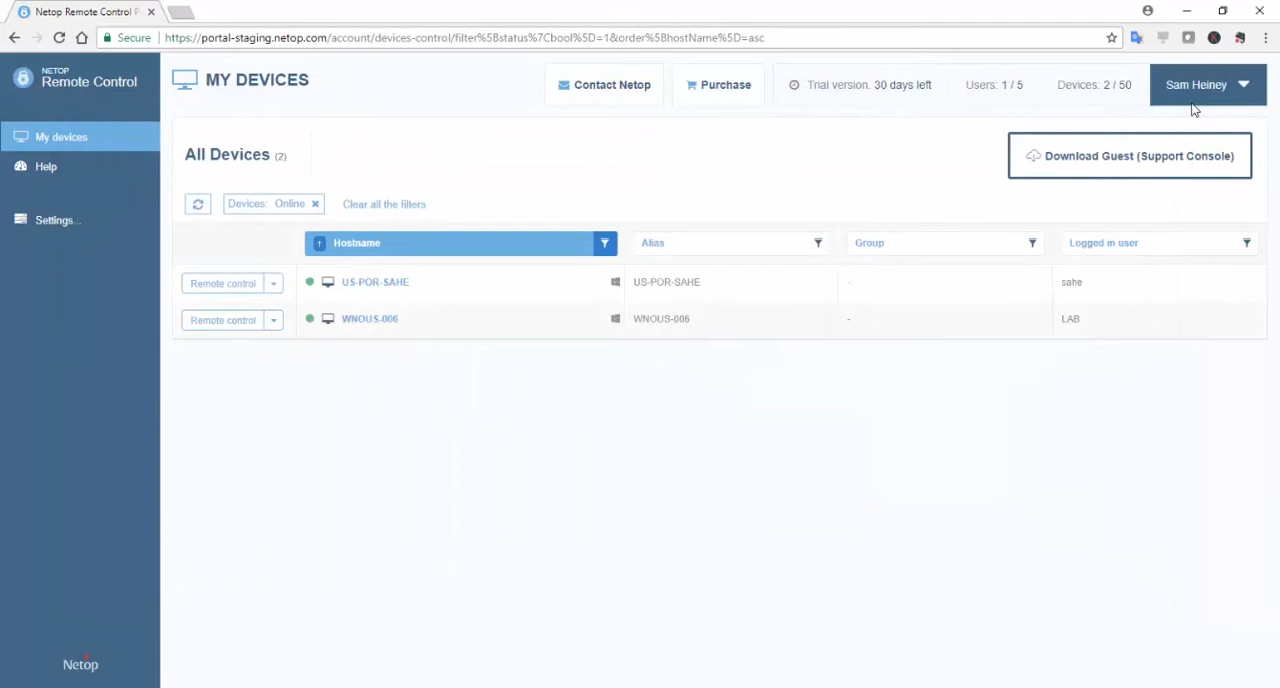 Netop Remote Control P
Secure
https://portal-staging.netop.com/account/devices-control/filter%5Bstatus%7Cbool%5D=1&order%5BhostName%5D=asc
NETOP
Remote Control
MY DEVICES
Contact Netop
Purchase
Trial version. 30 days left
Users: 1 / 5
Devices: 2 / 50
Sam Heiney
My devices
Help
Settings...
All Devices (2)
Download Guest (Support Console)
Devices: Online
Clear all the filters
Hostname
Alias
Group
Logged in user
Remote control
US-POR-SAHE
US-POR-SAHE
-
sahe
Remote control
WNOUS-006
WNOUS-006
-
LAB
Netop